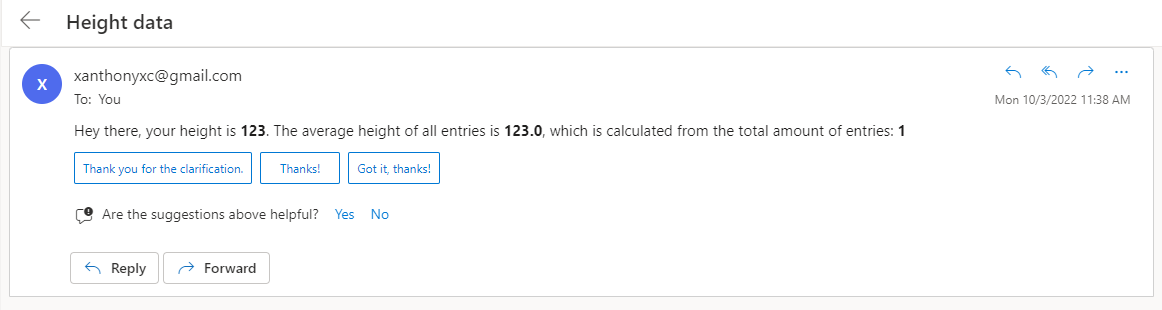 Height data
X
xanthonyxc@gmail.com
To: You
Mon 10/3/2022 11:38 AM
Hey there, your height is 123. The average height of all entries is 123.0, which is calculated from the total amount of entries: 1
Thank you for the clarification. Thanks! Got it, thanks!
Are the suggestions above helpful? Yes No
Reply Forward